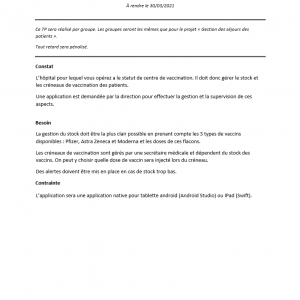 À rendre le 30/03/2021
Ce TP sera réalisé par groupe. Les groupes seront les mêmes que pour le projet « Gestion des séjours des
patients ».
Tout retard sera pénalisé.
Constat
L'hôpital pour lequel vous opérez a le statut de centre de vaccination. Il doit donc gérer le stock et
les créneaux de vaccination des patients.
Une application est demandée par la direction pour effectuer la gestion et la supervision de ces
aspects.
Besoin
La gestion du stock doit être la plus clair possible en prenant compte les 3 types de vaccins
disponibles : Pfizer, Astra Zeneca et Moderna et les doses de ces flacons.
Les créneaux de vaccination sont gérés par une secrétaire médicale et dépendent du stock des
vaccins. On peut y choisir quelle dose de vaccin sera injecté lors du créneau.
Des alertes doivent être mis en place en cas de stock trop bas.
Contrainte
L'application sera une application native pour tablette android (Android Studio) ou iPad (Swift).